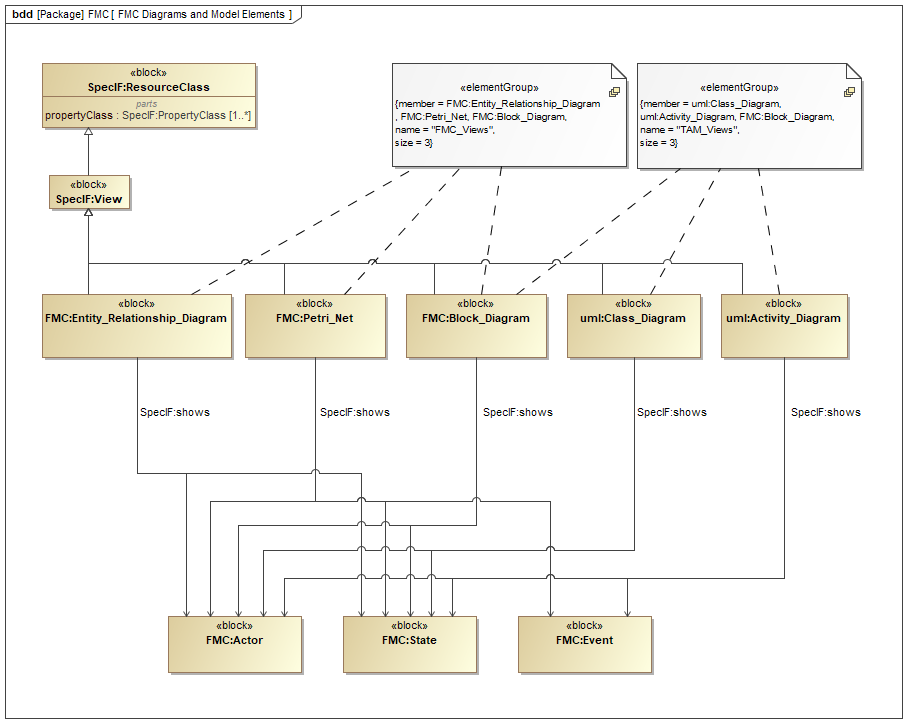 bdd [Package] FMC [ FMC Diagrams and Model Elements ]
«block»
SpecIF:ResourceClass
parts
propertyClass : SpecIF:PropertyClass [1..*]
«elementGroup»
{member = FMC:Entity_Relationship_Diagram
, FMC:Petri_Net, FMC:Block_Diagram,
name = "FMC_Views",
size = 3}
«elementGroup»
{member = uml:Class_Diagram,
uml:Activity_Diagram, FMC:Block_Diagram,
name = "TAM_Views",
size = 3}
«block»
SpecIF:View
«block»
FMC:Entity_Relationship_Diagram
«block»
FMC:Petri_Net
«block»
FMC:Block_Diagram
«block»
uml:Class_Diagram
«block»
uml:Activity_Diagram
SpecIF:shows
SpecIF:shows
SpecIF:shows
SpecIF:shows
SpecIF:shows
«block»
FMC:Actor
«block»
FMC:State
«block»
FMC:Event